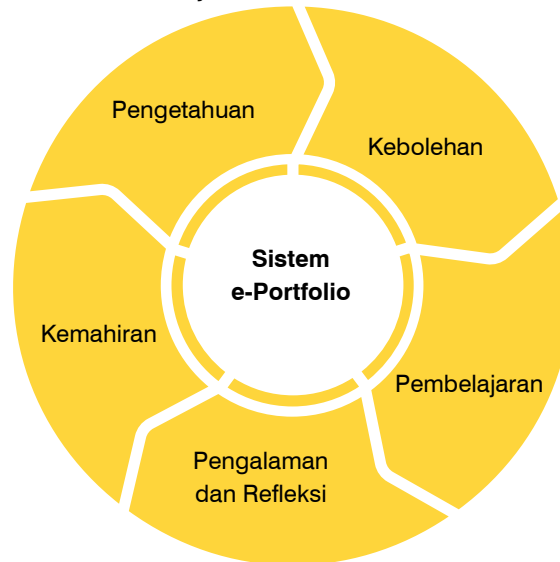 Pengetahuan
Kebolehan
Sistem
e-Portfolio
Kemahiran
Pembelajaran
Pengalaman
dan Refleksi